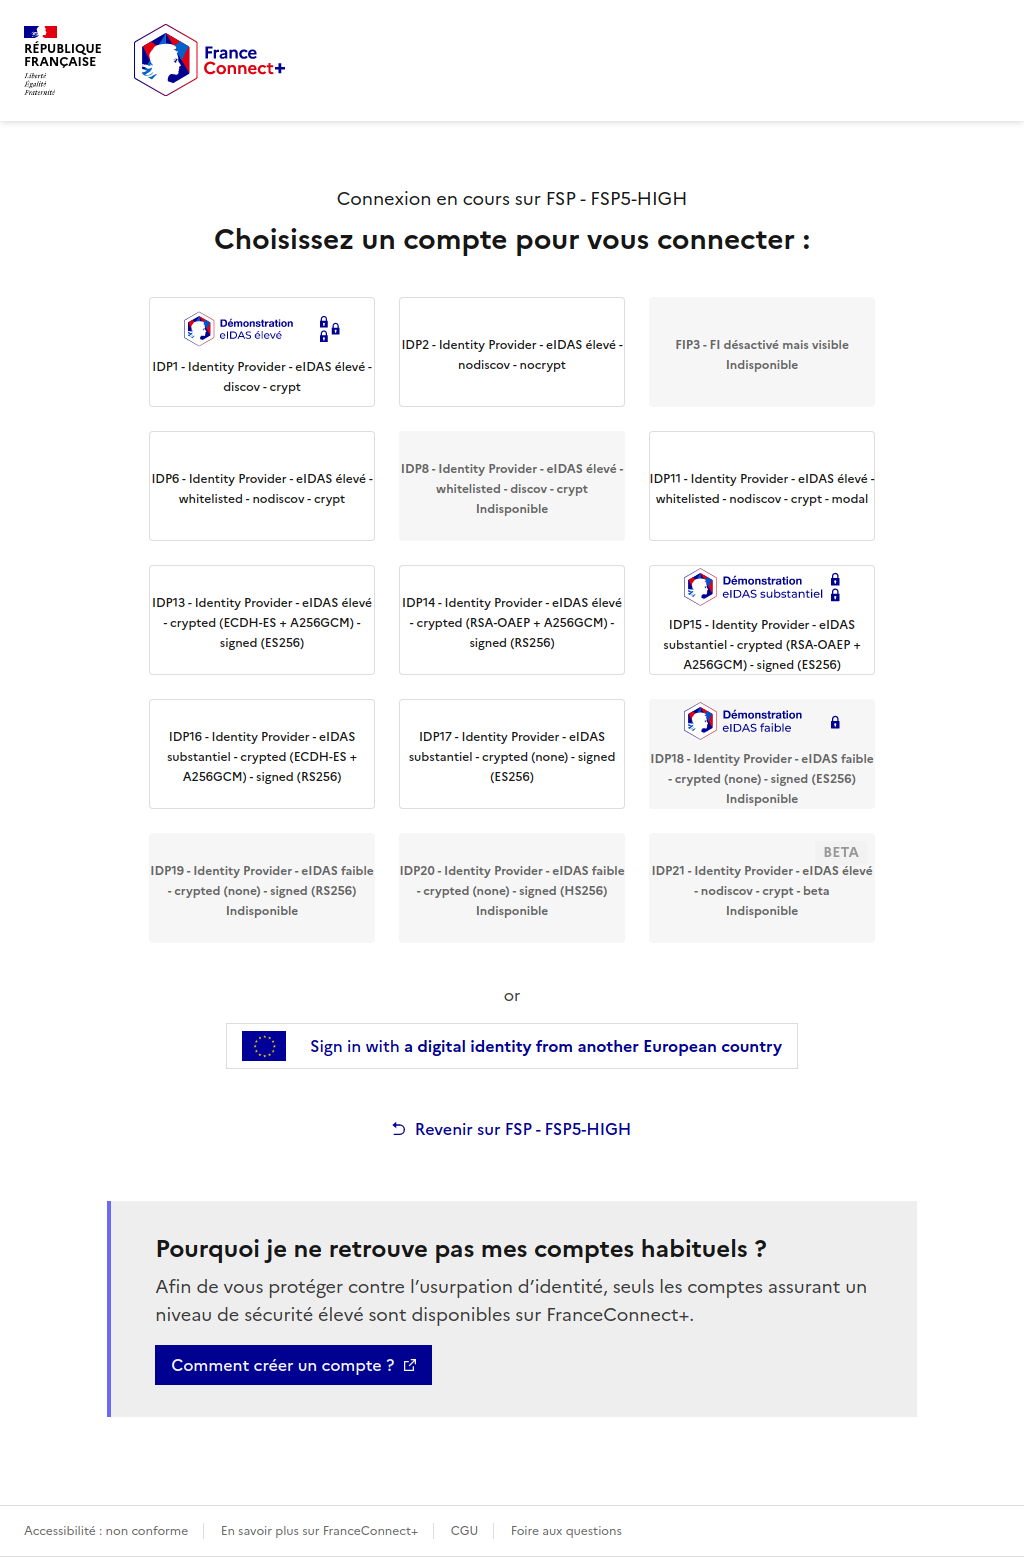 RÉPUBLIQUE
FRANÇAISE
Liberté
Égalité
Fraternité
France
Connect+
Connexion en cours sur FSP - FSP5-HIGH
Choisissez un compte pour vous connecter :
Démonstration
eIDAS élevé
IDP1 - Identity Provider - eIDAS élevé -
discov - crypt
IDP2 - Identity Provider - eIDAS élevé -
nodiscov - nocrypt
FIP3 - FI désactivé mais visible
Indisponible
IDP6 - Identity Provider - eIDAS élevé -
whitelisted - nodiscov - crypt
IDP8 - Identity Provider - eIDAS élevé -
whitelisted - discov - crypt
Indisponible
IDP11 - Identity Provider - eIDAS élevé -
whitelisted - nodiscov - crypt - modal
IDP13 - Identity Provider - eIDAS élevé
- crypted (ECDH-ES + A256GCM) -
signed (ES256)
IDP14 - Identity Provider - eIDAS élevé
- crypted (RSA-OAEP + A256GCM) -
signed (RS256)
Démonstration
eIDAS substantiel
IDP15 - Identity Provider - eIDAS
substantiel - crypted (RSA-OAEP +
A256GCM) - signed (ES256)
IDP16 - Identity Provider - eIDAS
substantiel - crypted (ECDH-ES +
A256GCM) - signed (RS256)
IDP17 - Identity Provider - eIDAS
substantiel - crypted (none) - signed
(ES256)
Démonstration
eIDAS faible
IDP18 - Identity Provider - eIDAS faible
- crypted (none) - signed (ES256)
Indisponible
IDP19 - Identity Provider - eIDAS faible
- crypted (none) - signed (RS256)
Indisponible
IDP20 - Identity Provider - eIDAS faible
- crypted (none) - signed (HS256)
Indisponible
BETA
IDP21 - Identity Provider - eIDAS élevé
- nodiscov - crypt - beta
Indisponible
or
Sign in with a digital identity from another European country
Revenir sur FSP - FSP5-HIGH
Pourquoi je ne retrouve pas mes comptes habituels ?
Afin de vous protéger contre l’usurpation d’identité, seuls les comptes assurant un
niveau de sécurité élevé sont disponibles sur FranceConnect+.
Comment créer un compte ?
Accessibilité : non conforme
En savoir plus sur FranceConnect+
CGU
Foire aux questions